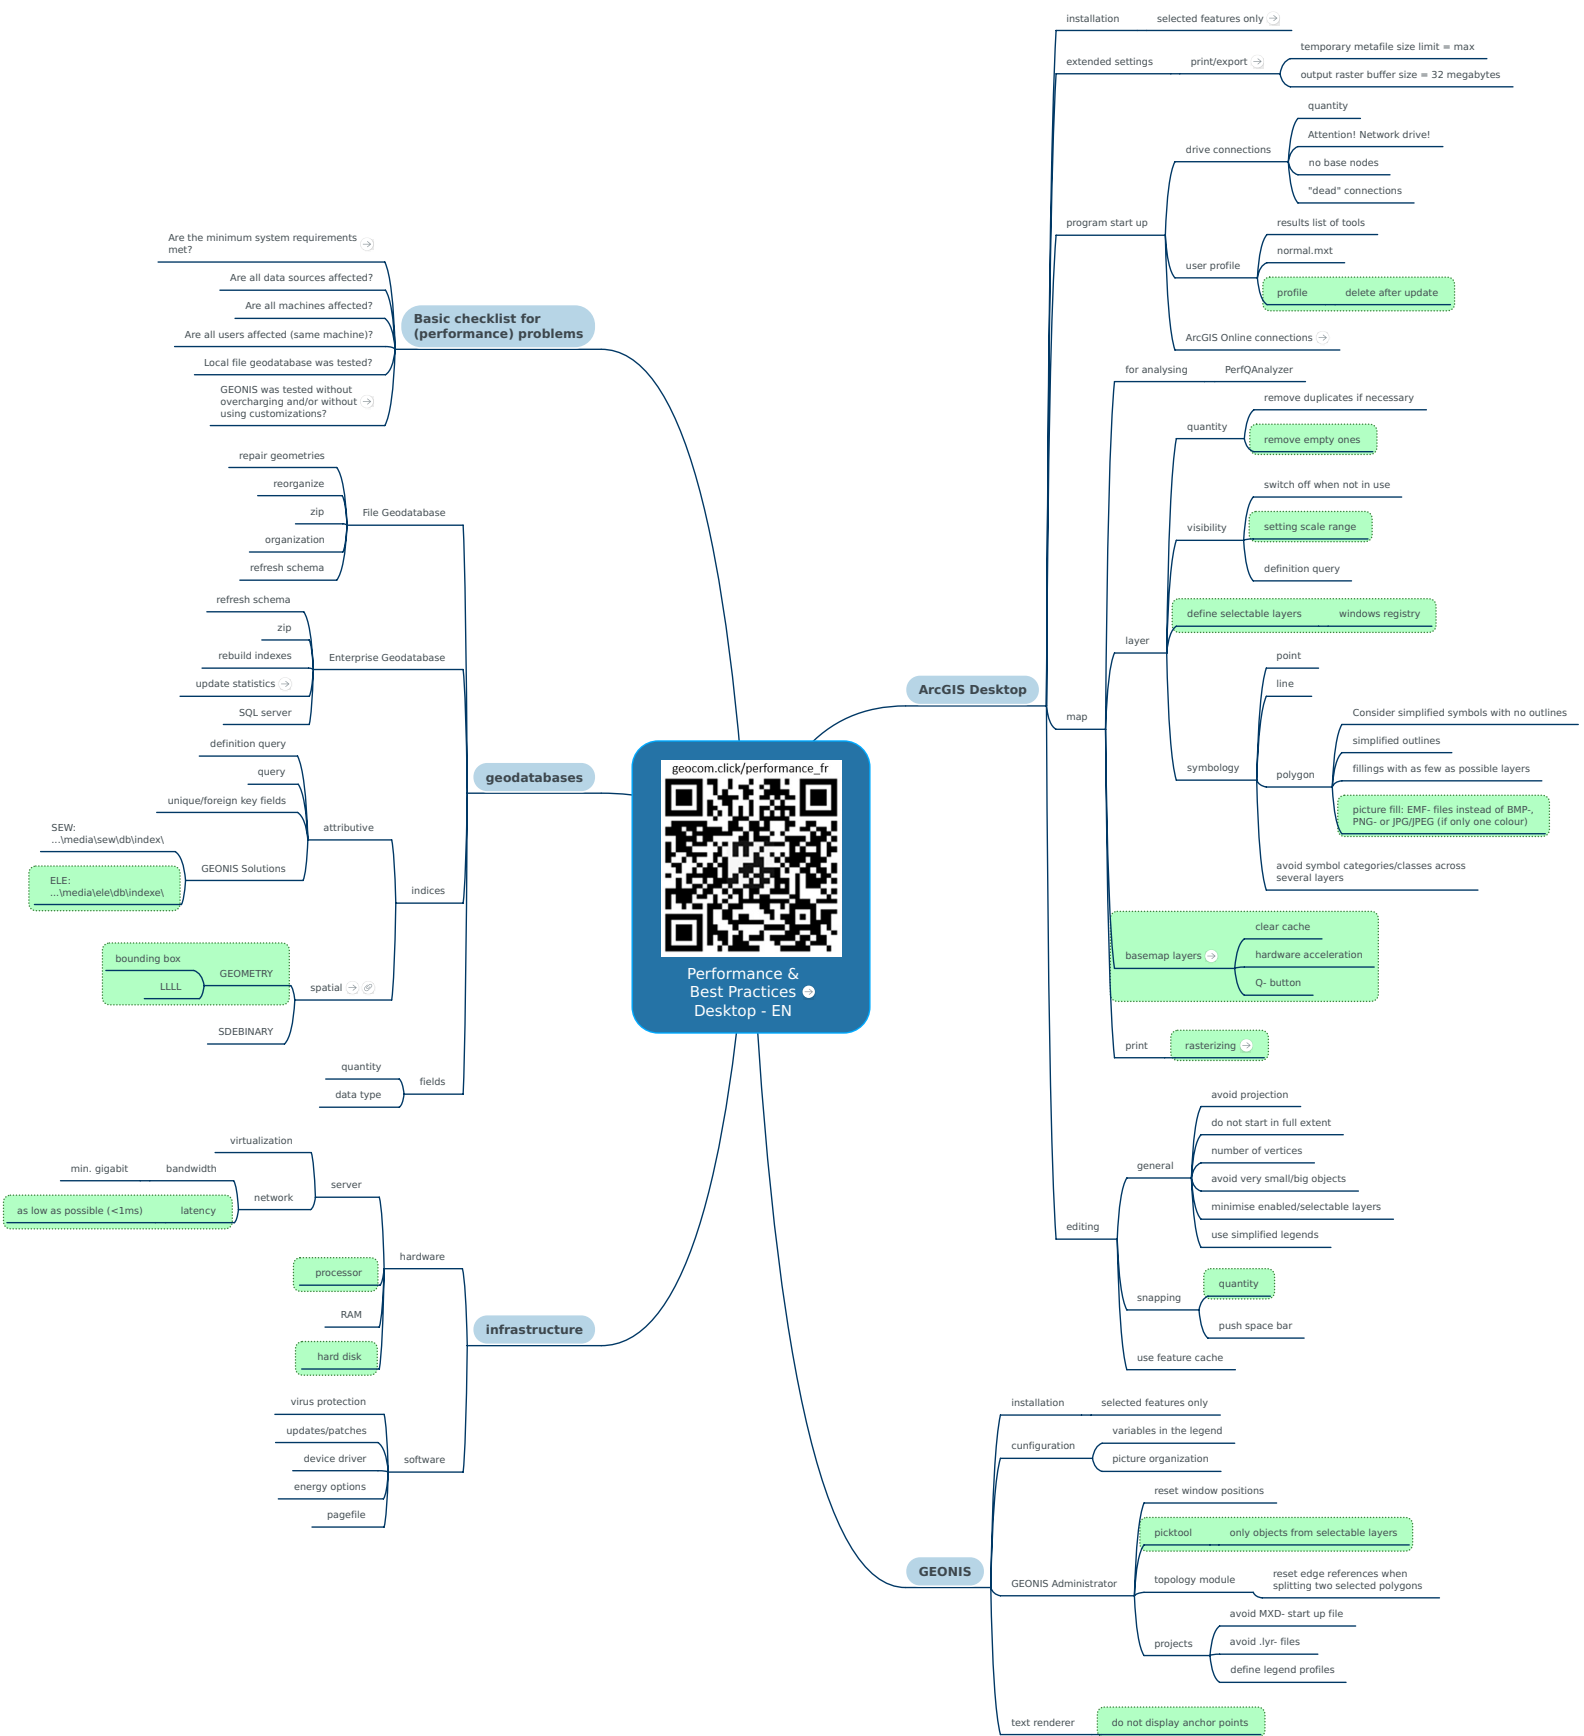 geocom.click/performance_fr
Performance &
Best Practices
Desktop - EN
Basic checklist for
(performance) problems
Are the minimum system requirements
met?
Are all data sources affected?
Are all machines affected?
Are all users affected (same machine)?
Local file geodatabase was tested?
GEONIS was tested without
overcharging and/or without
using customizations?
geodatabases
File Geodatabase
repair geometries
reorganize
zip
organization
refresh schema
Enterprise Geodatabase
refresh schema
zip
rebuild indexes
update statistics
SQL server
indices
attributive
definition query
query
unique/foreign key fields
GEONIS Solutions
SEW:
...\media\sew\db\index\
ELE:
...\media\ele\db\indexe\
spatial
GEOMETRY
bounding box
LLLL
SDEBINARY
fields
quantity
data type
infrastructure
hardware
server
virtualization
network
bandwidth
min. gigabit
latency
as low as possible (<1ms)
processor
RAM
hard disk
software
virus protection
updates/patches
device driver
energy options
pagefile
ArcGIS Desktop
installation
selected features only
extended settings
print/export
temporary metafile size limit = max
output raster buffer size = 32 megabytes
program start up
drive connections
quantity
Attention! Network drive!
no base nodes
"dead" connections
user profile
results list of tools
normal.mxt
profile
delete after update
ArcGIS Online connections
map
for analysing
PerfQAnalyzer
layer
quantity
remove duplicates if necessary
remove empty ones
visibility
switch off when not in use
setting scale range
definition query
define selectable layers
windows registry
symbology
point
line
polygon
Consider simplified symbols with no outlines
simplified outlines
fillings with as few as possible layers
picture fill: EMF- files instead of BMP-,
PNG- or JPG/JPEG (if only one colour)
avoid symbol categories/classes across
several layers
basemap layers
clear cache
hardware acceleration
Q- button
print
rasterizing
editing
general
avoid projection
do not start in full extent
number of vertices
avoid very small/big objects
minimise enabled/selectable layers
use simplified legends
snapping
quantity
push space bar
use feature cache
GEONIS
installation
selected features only
cunfiguration
variables in the legend
picture organization
GEONIS Administrator
reset window positions
picktool
only objects from selectable layers
topology module
reset edge references when
splitting two selected polygons
projects
avoid MXD- start up file
avoid .lyr- files
define legend profiles
text renderer
do not display anchor points